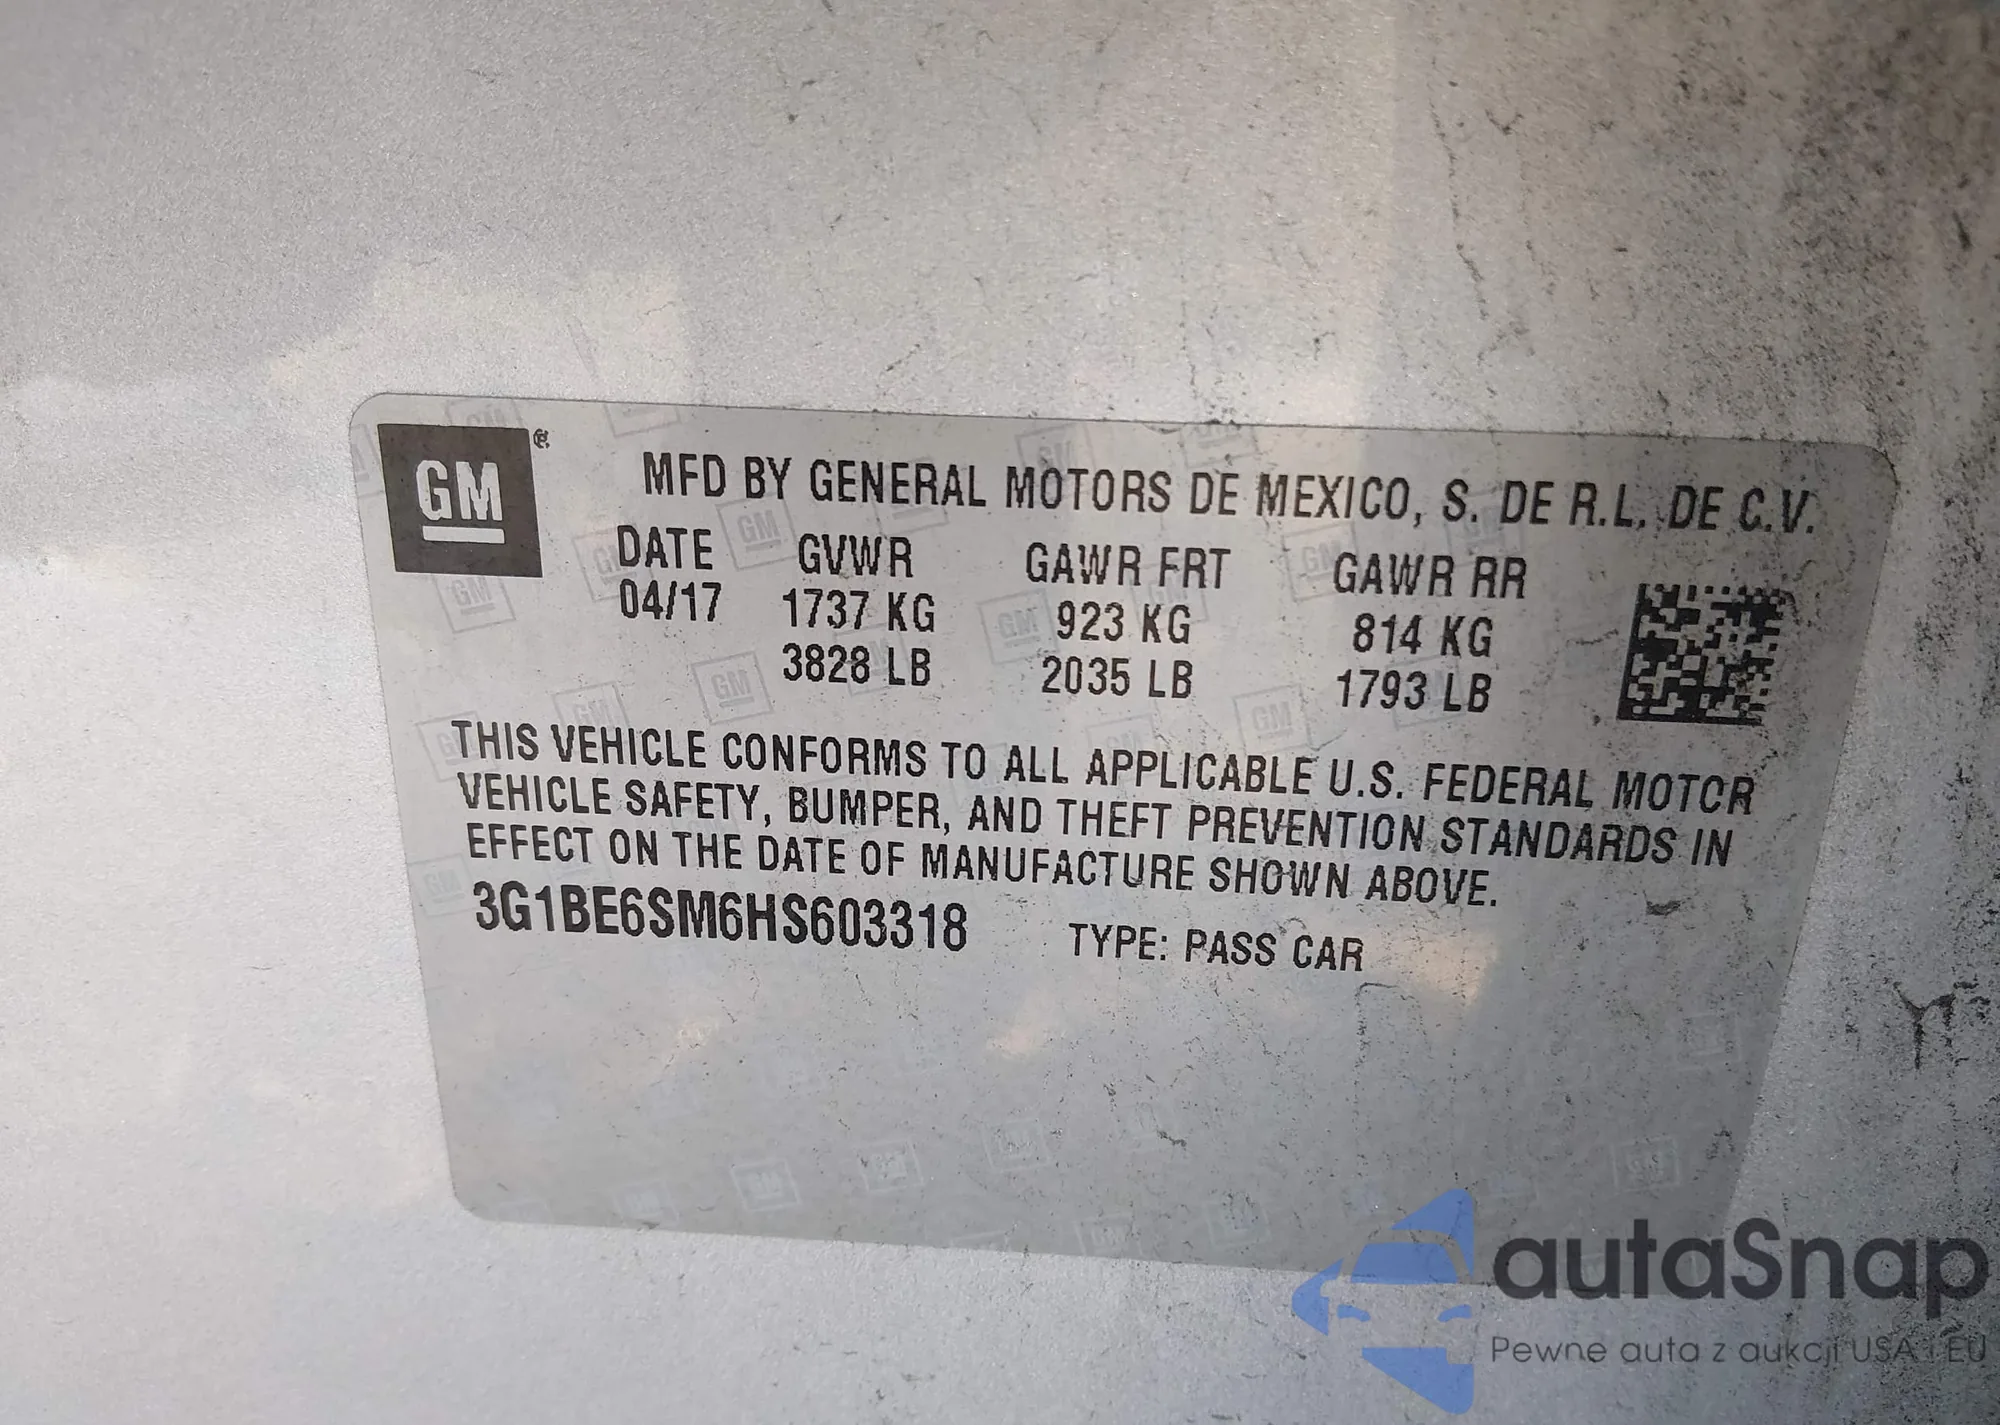 GM
MFD BY GENERAL MOTORS DE MEXICO, S. DE R.L. DE C.V.
DATE GVWR GAWR FRT GAWR RR
04/17 1737 KG 923 KG 814 KG
3828 LB 2035 LB 1793 LB
THIS VEHICLE CONFORMS TO ALL APPLICABLE U.S. FEDERAL MOTOR
VEHICLE SAFETY, BUMPER, AND THEFT PREVENTION STANDARDS IN
EFFECT ON THE DATE OF MANUFACTURE SHOWN ABOVE.
3G1BE6SM6HS603318 TYPE: PASS CAR
autaSnap
Pewne auta z aukcji USA i EU